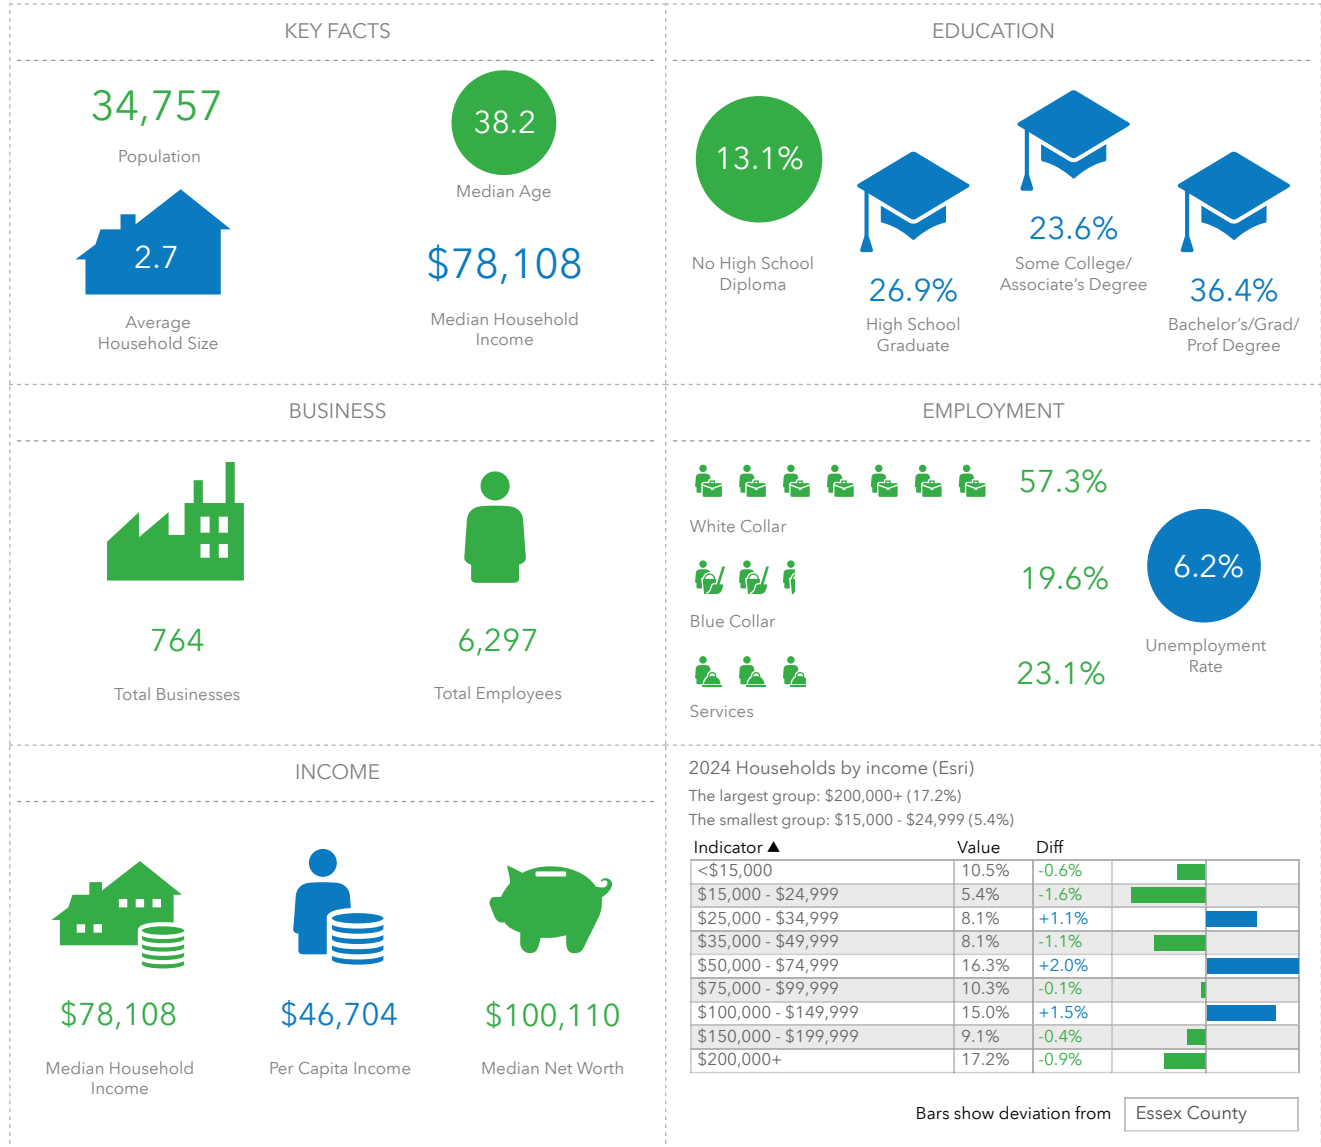 KEY FACTS
34,757
Population
38.2
Median Age
2.7
Average
Household Size
$78,108
Median Household
Income
EDUCATION
13.1%
No High School
Diploma
26.9%
High School
Graduate
23.6%
Some College/
Associate's Degree
36.4%
Bachelor's/Grad/
Prof Degree
BUSINESS
764
Total Businesses
6,297
Total Employees
EMPLOYMENT
57.3%
White Collar
19.6%
Blue Collar
23.1%
Services
6.2%
Unemployment
Rate
INCOME
$78,108
Median Household
Income
$46,704
Per Capita Income
$100,110
Median Net Worth
2024 Households by income (Esri)
The largest group: $200,000+ (17.2%)
The smallest group: $15,000 - $24,999 (5.4%)
Indicator ▲ Value Diff
<$15,000 10.5% -0.6%
$15,000 - $24,999 5.4% -1.6%
$25,000 - $34,999 8.1% +1.1%
$35,000 - $49,999 8.1% -1.1%
$50,000 - $74,999 16.3% +2.0%
$75,000 - $99,999 10.3% -0.1%
$100,000 - $149,999 15.0% +1.5%
$150,000 - $199,999 9.1% -0.4%
$200,000+ 17.2% -0.9%
Bars show deviation from Essex County